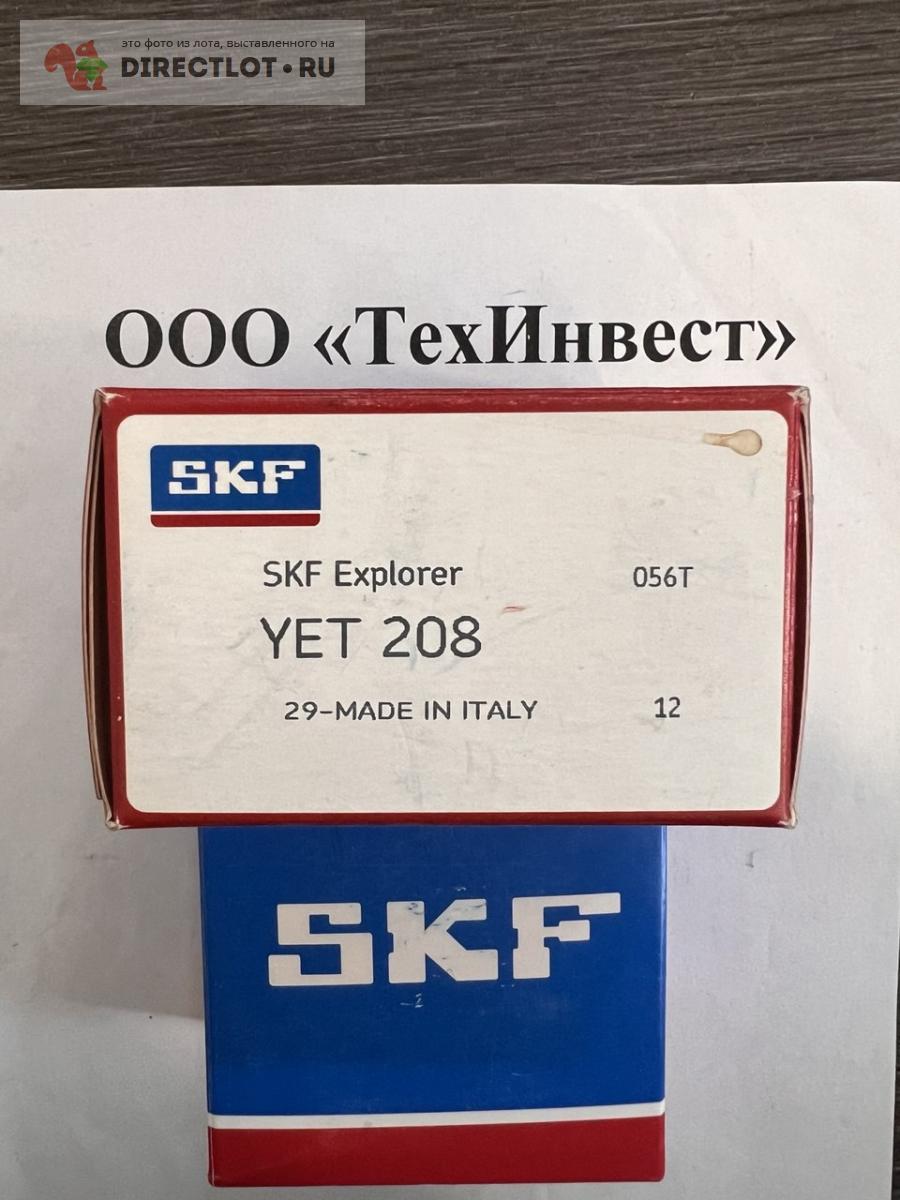 это фото из лота, выставленного на
DIRECTLOT•RU
ООО «ТехИнвест»
SKF
SKF Explorer 056T
YET 208
29-MADE IN ITALY 12
SKF